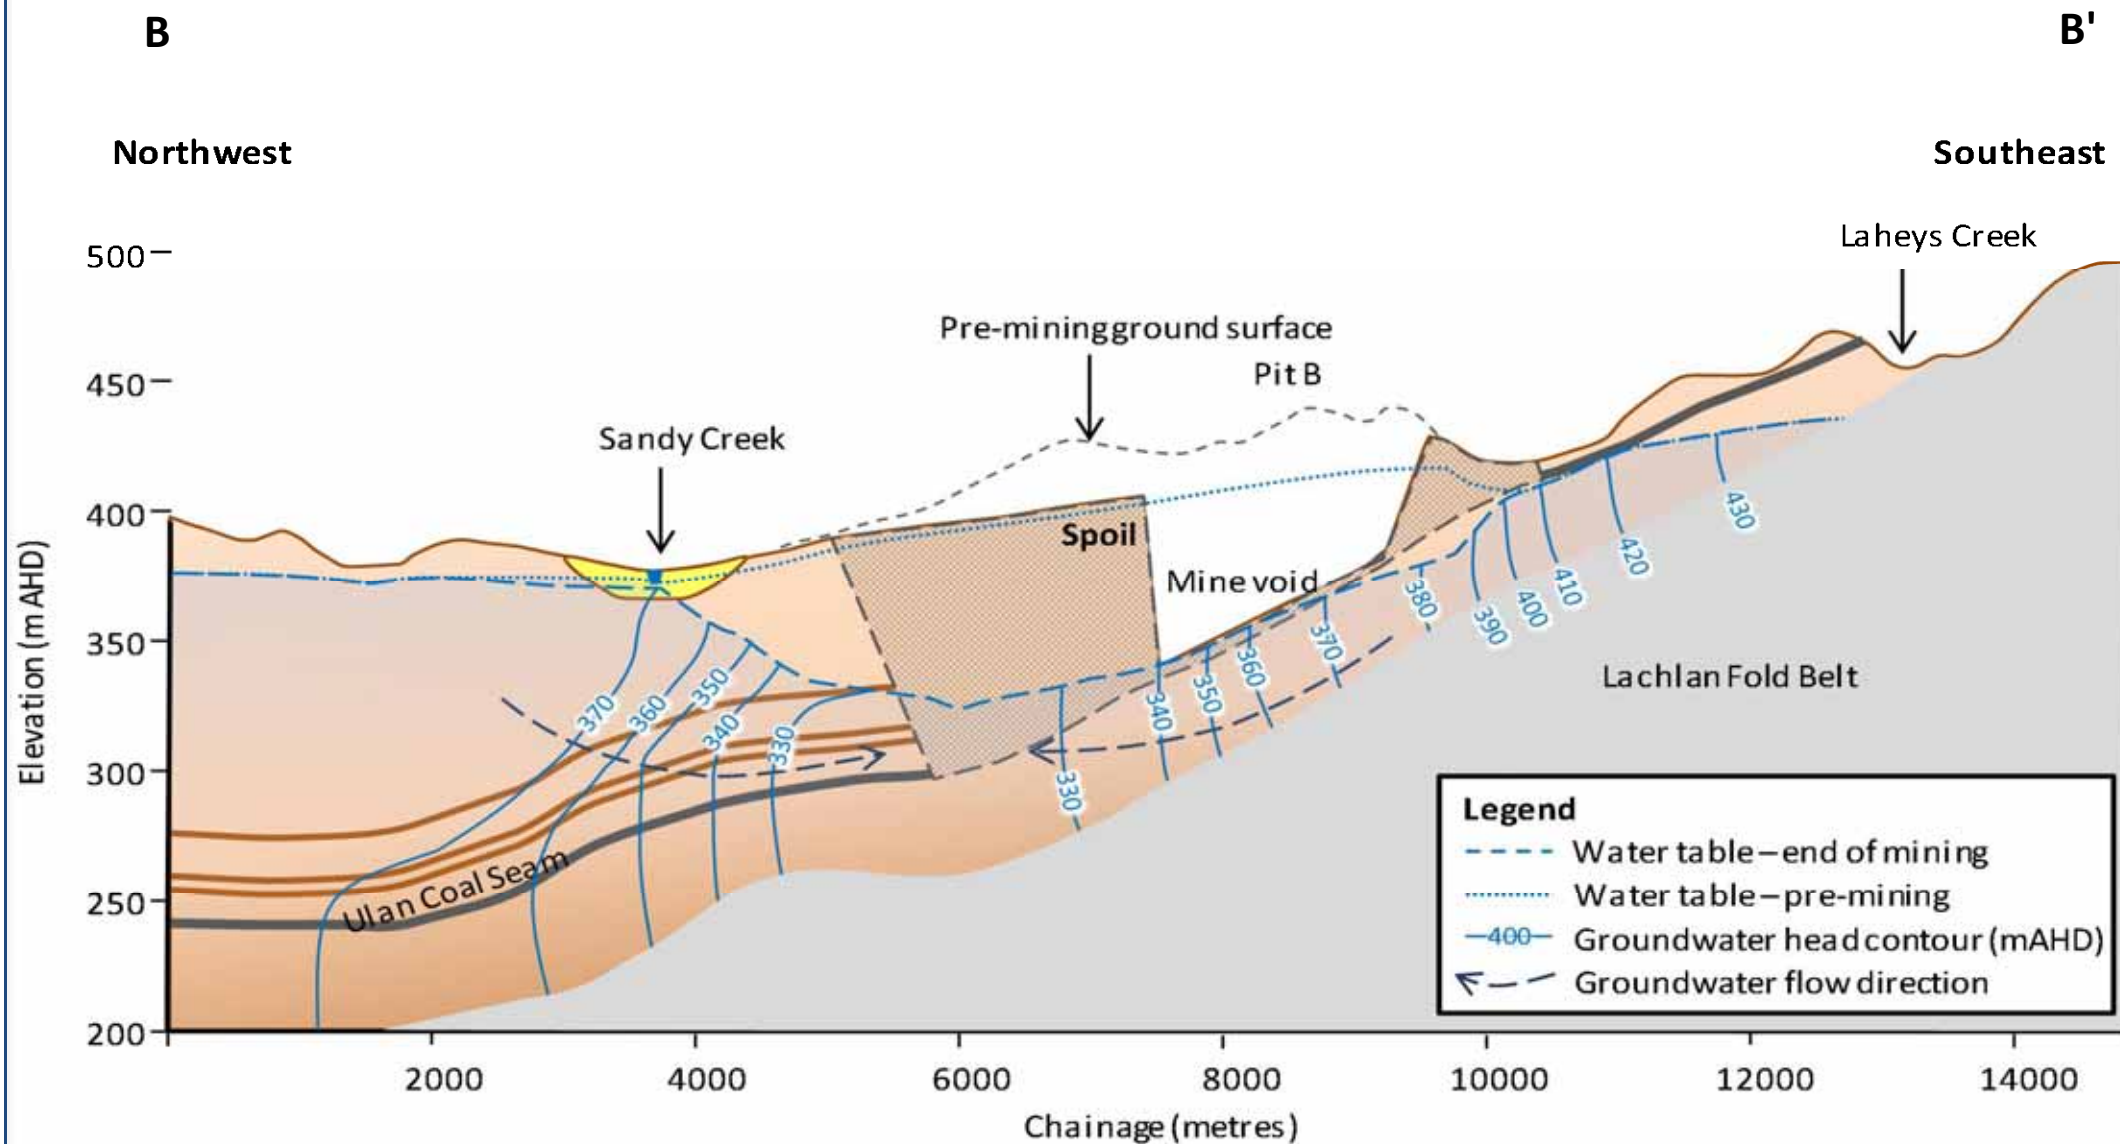 B
B'
Northwest
Southeast
Laheys Creek
500
Pre-mining ground surface
Pit B
450
Sandy Creek
400
Spoil
430
420
Mine void
410
400
390
380
370
360
350
340
350
370
360
350
340
330
330
Lachlan Fold Belt
300
250
200
Ulan Coal Seam
Elevation (m AHD)
Legend
Water table – end of mining
Water table – pre-mining
400 Groundwater head contour (mAHD)
Groundwater flow direction
2000
4000
6000
8000
10000
12000
14000
Chainage (metres)